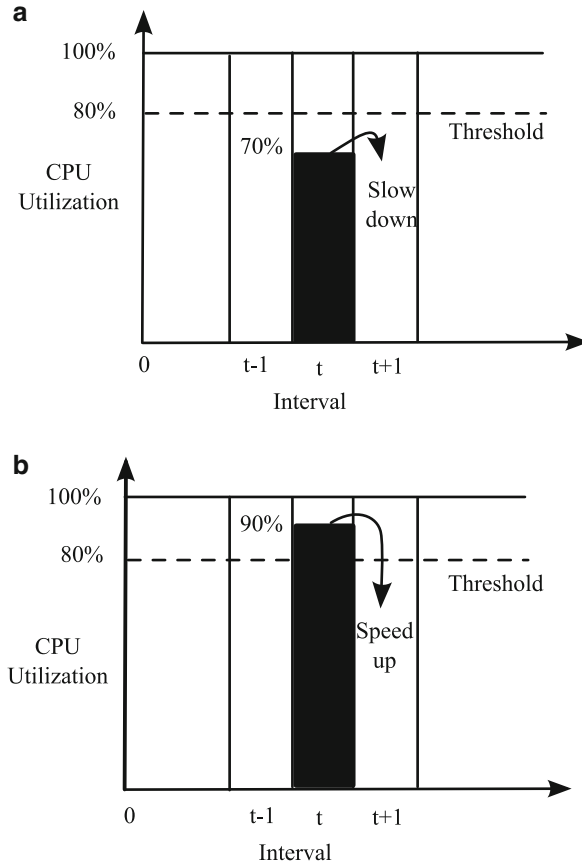 a
100%
80%
Threshold
70%
CPU
Utilization
Slow
down
0
t-1
t
t+1
Interval
b
100%
90%
80%
Threshold
CPU
Utilization
Speed
up
0
t-1
t
t+1
Interval